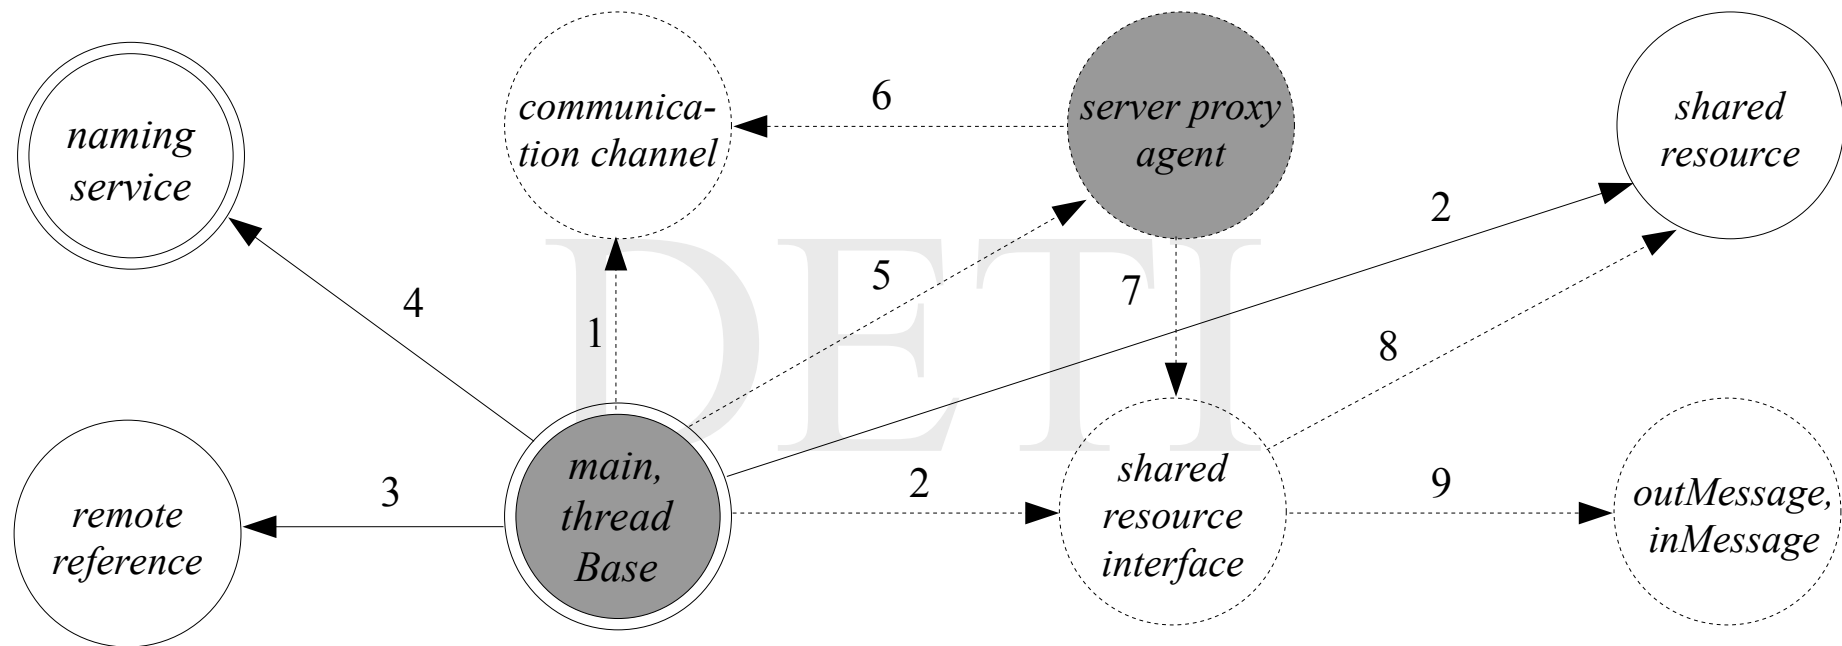 naming
service
communica-
tion channel
6
server proxy
agent
shared
resource
2
4
1
5
7
8
DETI
remote
reference
3
main,
thread
Base
2
shared
resource
interface
9
outMessage,
inMessage